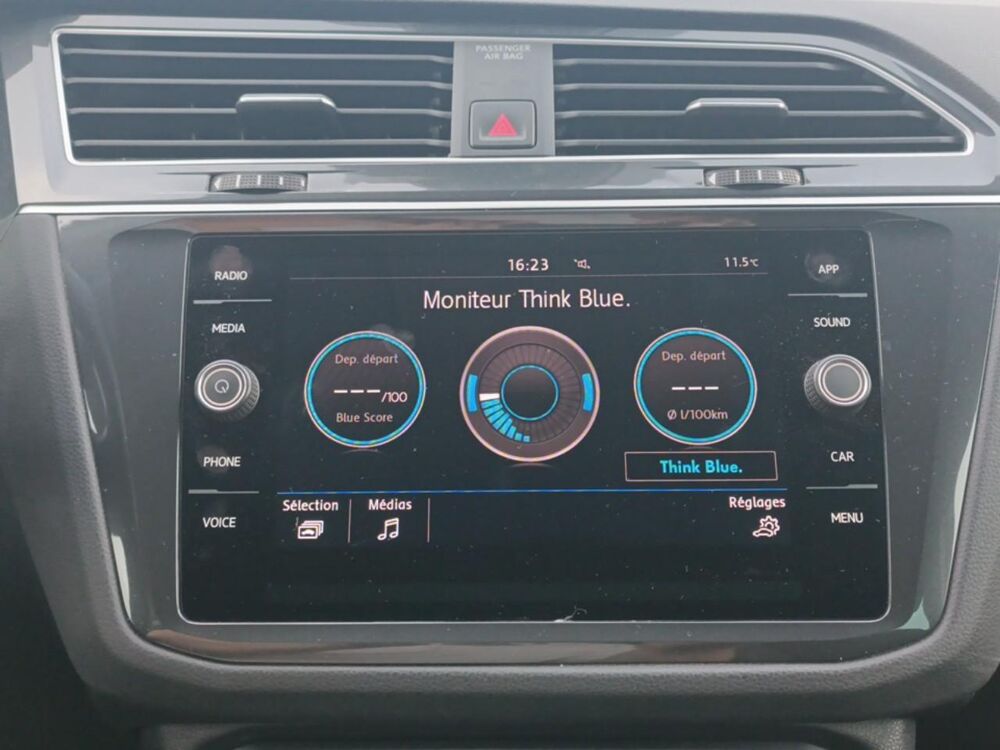 PASSENGER
AIR BAG
RADIO
MEDIA
PHONE
VOICE
16:23
11.5°C
Moniteur Think Blue.
Dep. départ
---/100
Blue Score
Dep. départ
---
Ø l/100km
Think Blue.
Sélection
Médias
Réglages
APP
SOUND
CAR
MENU